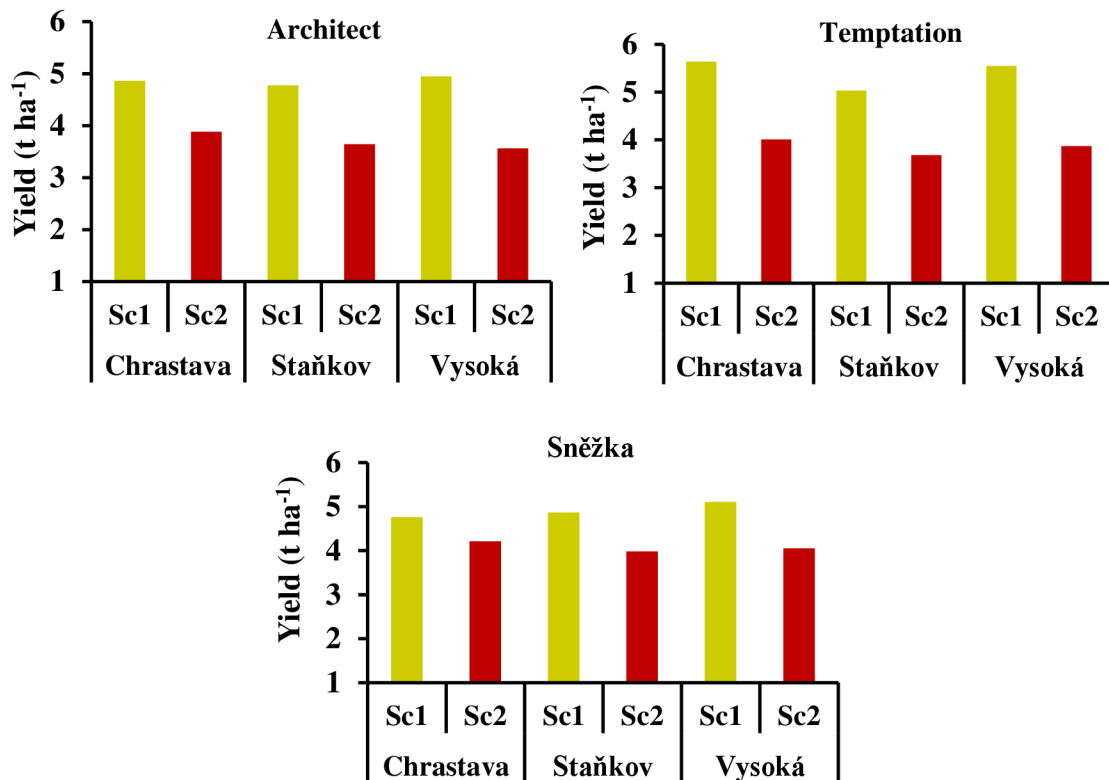 Architect
Yield (t ha⁻¹)
6
5
4
3
2
1
Sc1 Sc2 Sc1 Sc2 Sc1 Sc2
Chrastava Staňkov Vysoká
Temptation
Yield (t ha⁻¹)
6
5
4
3
2
1
Sc1 Sc2 Sc1 Sc2 Sc1 Sc2
Chrastava Staňkov Vysoká
Sněžka
Yield (t ha⁻¹)
6
5
4
3
2
1
Sc1 Sc2 Sc1 Sc2 Sc1 Sc2
Chrastava Staňkov Vysoká